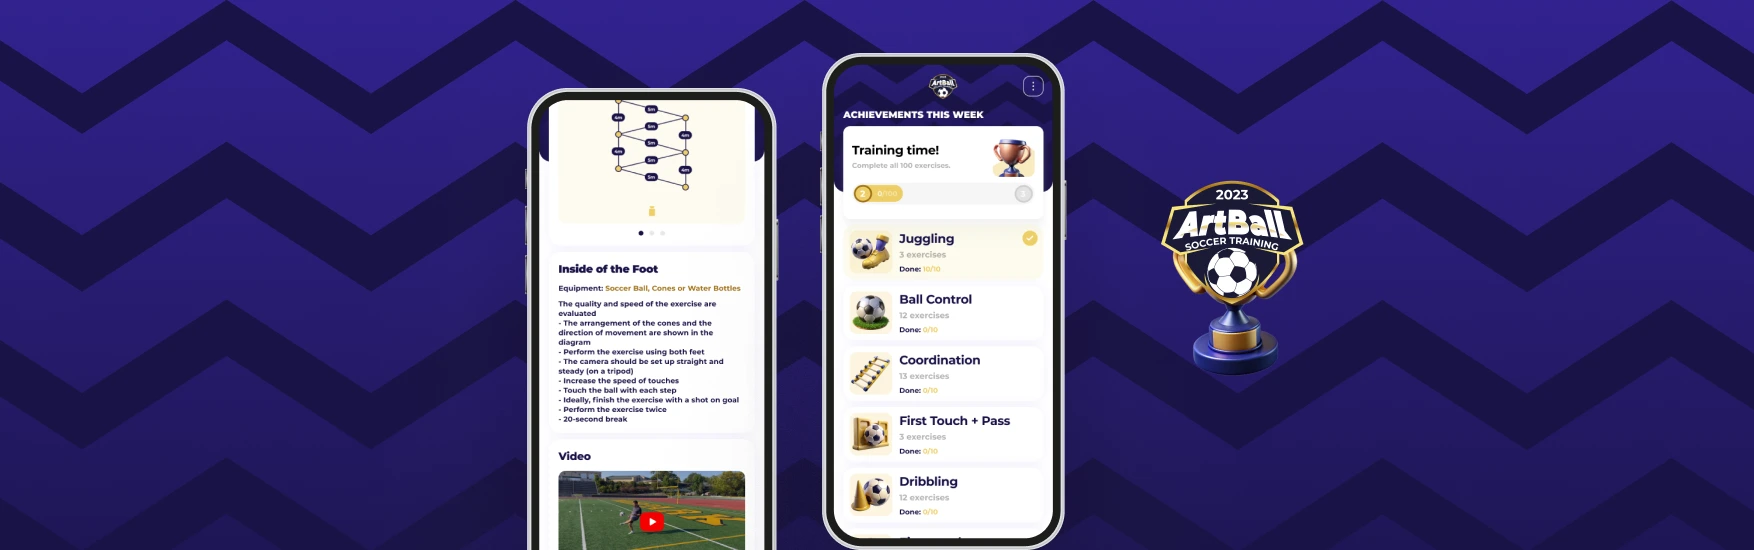 5m
4m
5m
4m
5m
4m
5m
4m
5m
Inside of the Foot
Equipment: Soccer Ball, Cones or Water Bottles
The quality and speed of the exercise are
evaluated
- The arrangement of the cones and the
direction of movement are shown in the
diagram
- Perform the exercise using both feet
- The camera should be set up straight and
steady (on a tripod)
- Increase the speed of touches
- Touch the ball with each step
- Ideally, finish the exercise with a shot on goal
- Perform the exercise twice
- 20-second break
Video
ArtBall
ACHIEVEMENTS THIS WEEK
Training time!
Complete all 100 exercises.
2
0/100
3
Juggling
3 exercises
Done: 10/10
Ball Control
12 exercises
Done: 0/10
Coordination
13 exercises
Done: 0/10
First Touch + Pass
3 exercises
Done: 0/10
Dribbling
12 exercises
Done: 0/10
2023
ArtBall
SOCCER TRAINING